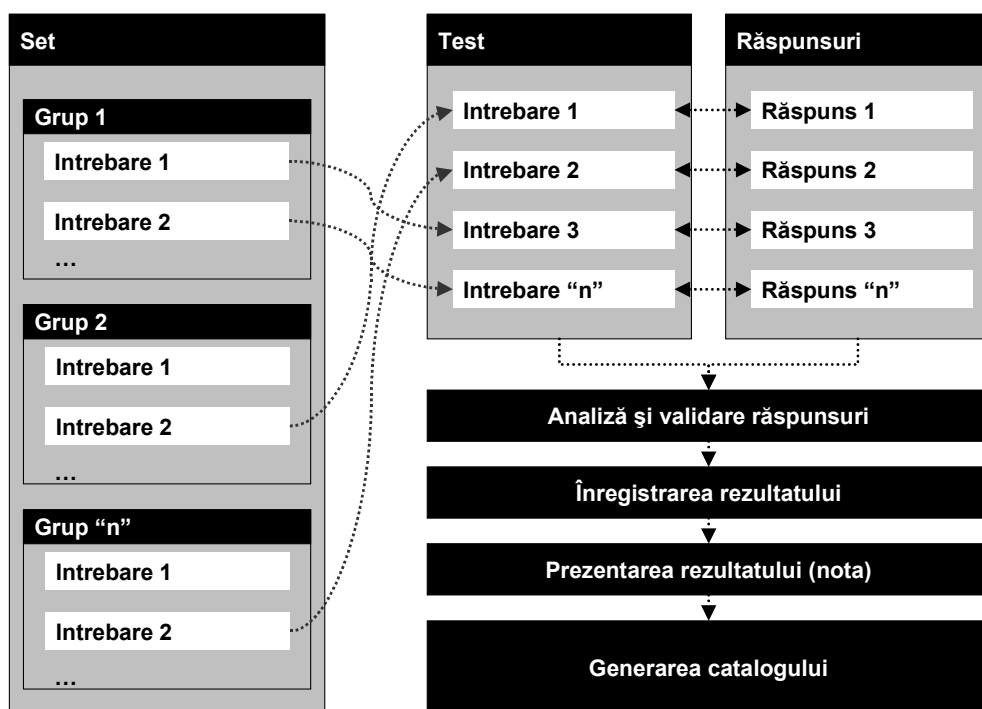 Set
Grup 1
Intrebare 1
Intrebare 2
...
Grup 2
Intrebare 1
Intrebare 2
...
Grup “n”
Intrebare 1
Intrebare 2
...
Test
Intrebare 1
Intrebare 2
Intrebare 3
Intrebare “n”
Răspunsuri
Răspuns 1
Răspuns 2
Răspuns 3
Răspuns “n”
Analiză şi validare răspunsuri
Înregistrarea rezultatului
Prezentarea rezultatului (nota)
Generarea catalogului